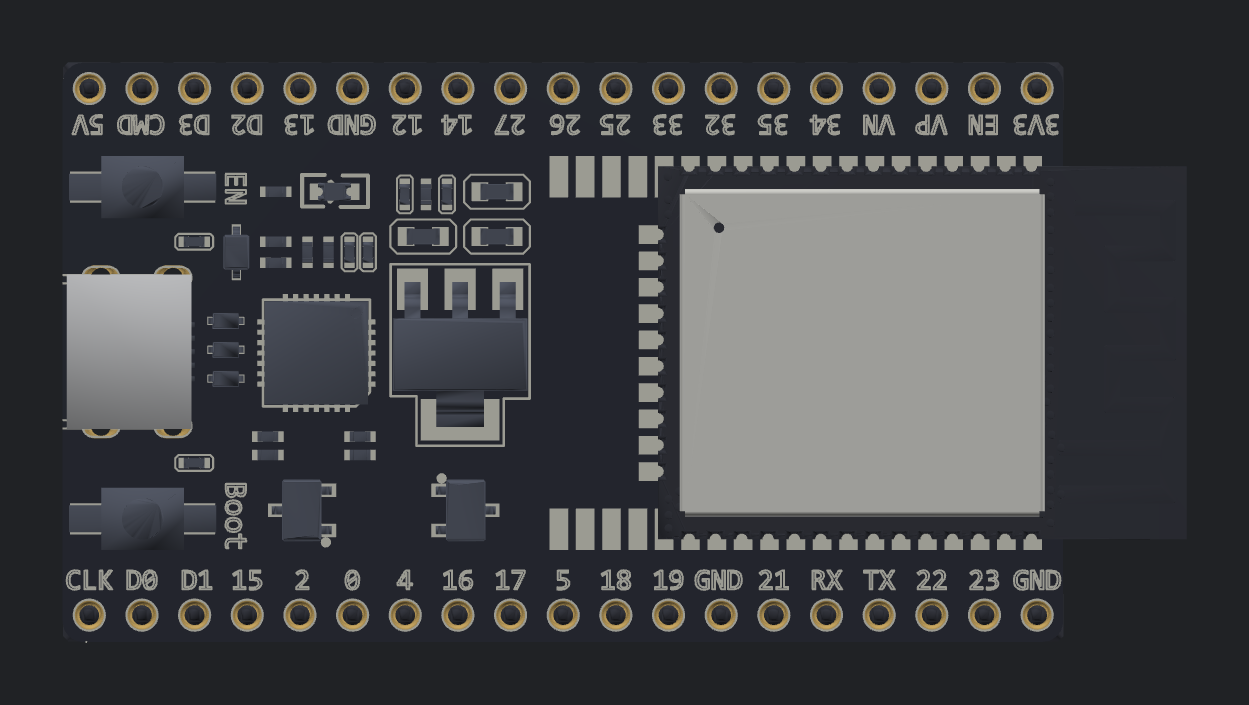 5V CMD D3 D2 13 GND 12 14 27 26 25 33 32 35 34 VN VP EN 3V3
EN
Boot
CLK D0 D1 15 2 0 4 16 17 5 18 19 GND 21 RX TX 22 23 GND